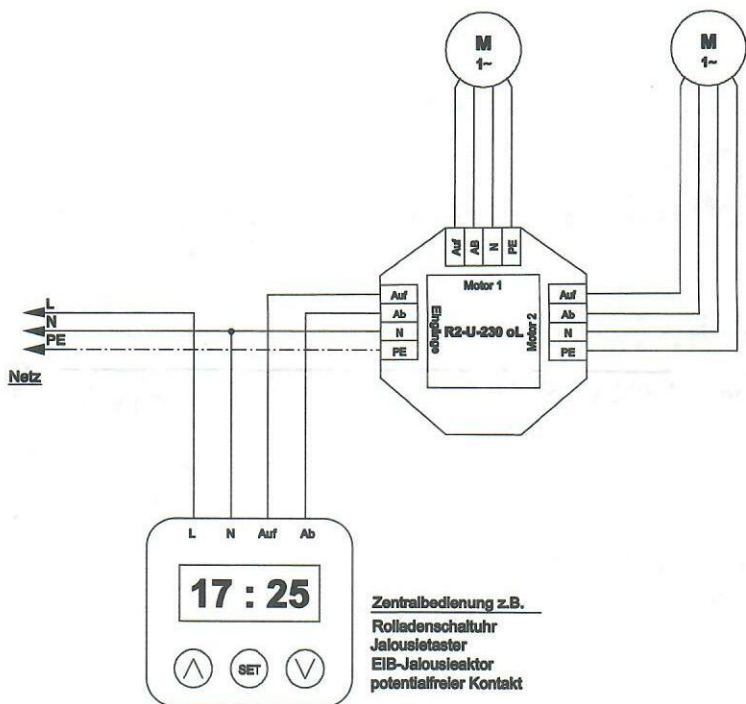 M
1~
M
1~
Auf
AB
N
PE
Motor 1
Auf
Ab
N
PE
Eingänge
R2-U-230 oL
Motor 2
Auf
Ab
N
PE
L
N
PE
Netz
L N Auf Ab
17 : 25
SET
Zentralbedienung z.B.
Rolladenschaltuhr
Jalousietaster
EIB-Jalousieaktor
potentialfreier Kontakt